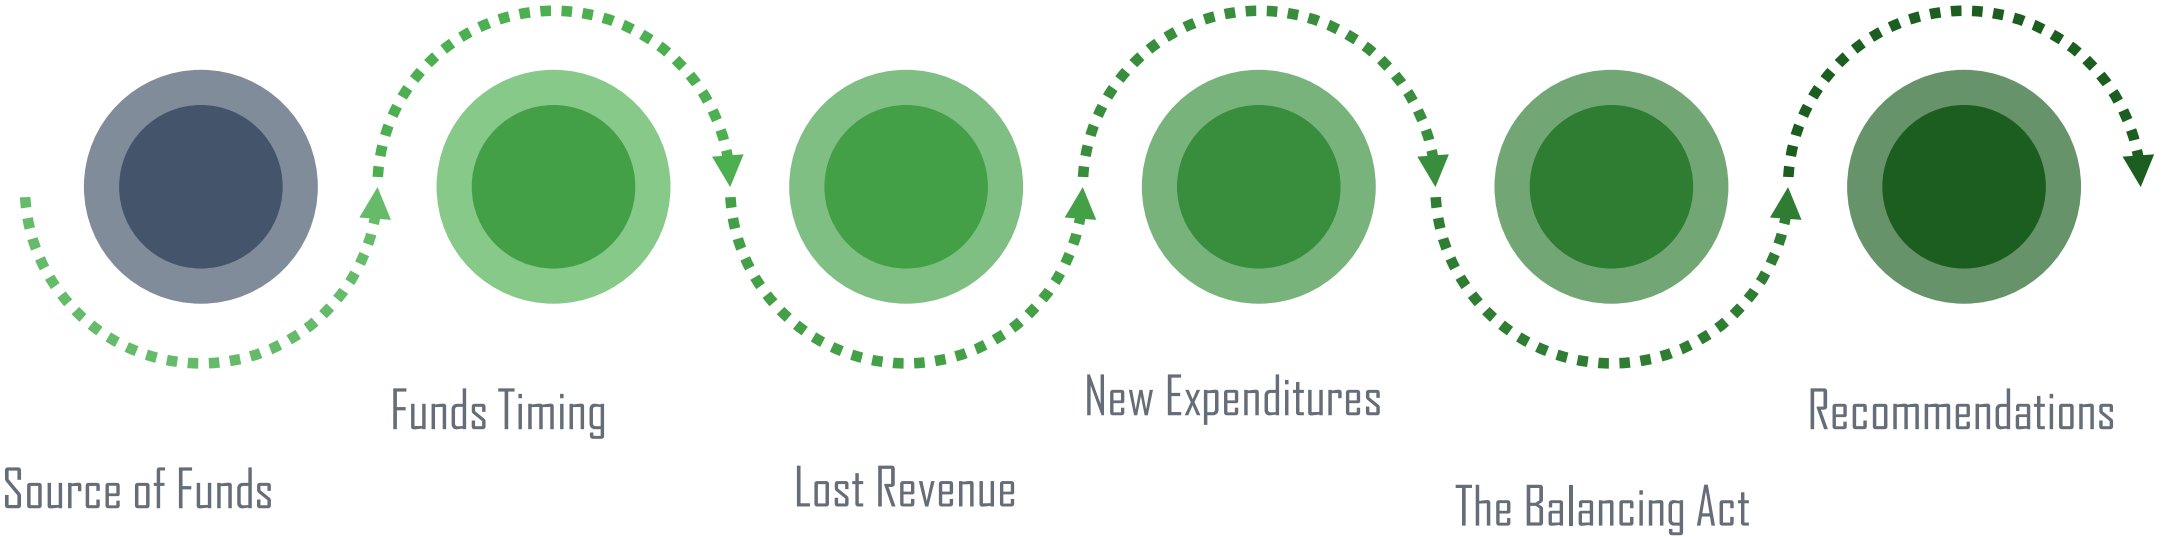 Source of Funds
Funds Timing
Lost Revenue
New Expenditures
The Balancing Act
Recommendations